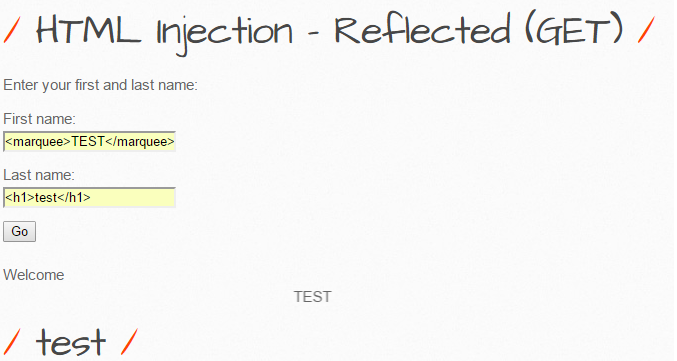 / HTML Injection - Reflected (GET) /
Enter your first and last name:
First name:
<marquee>TEST</marquee>
Last name:
<h1>test</h1>
Go
Welcome
TEST
/ test /